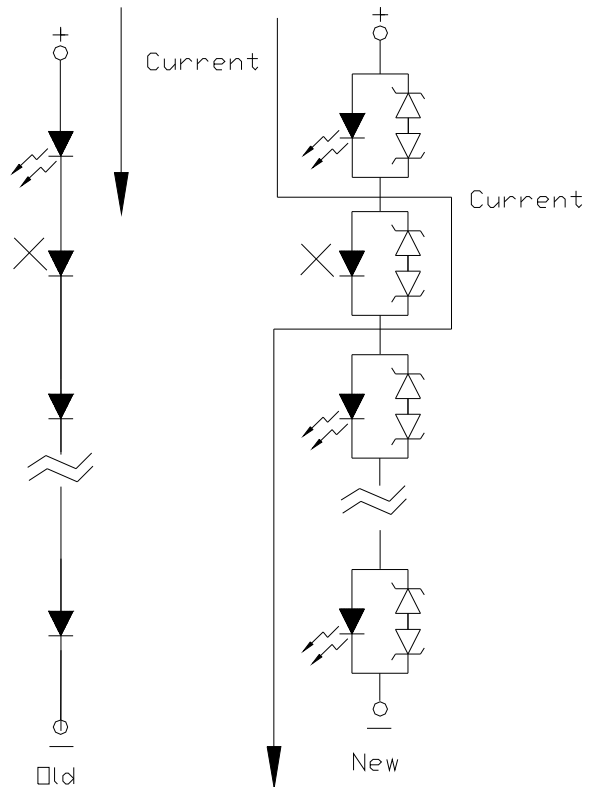 +
Current
+
Current
—
Old
—
New